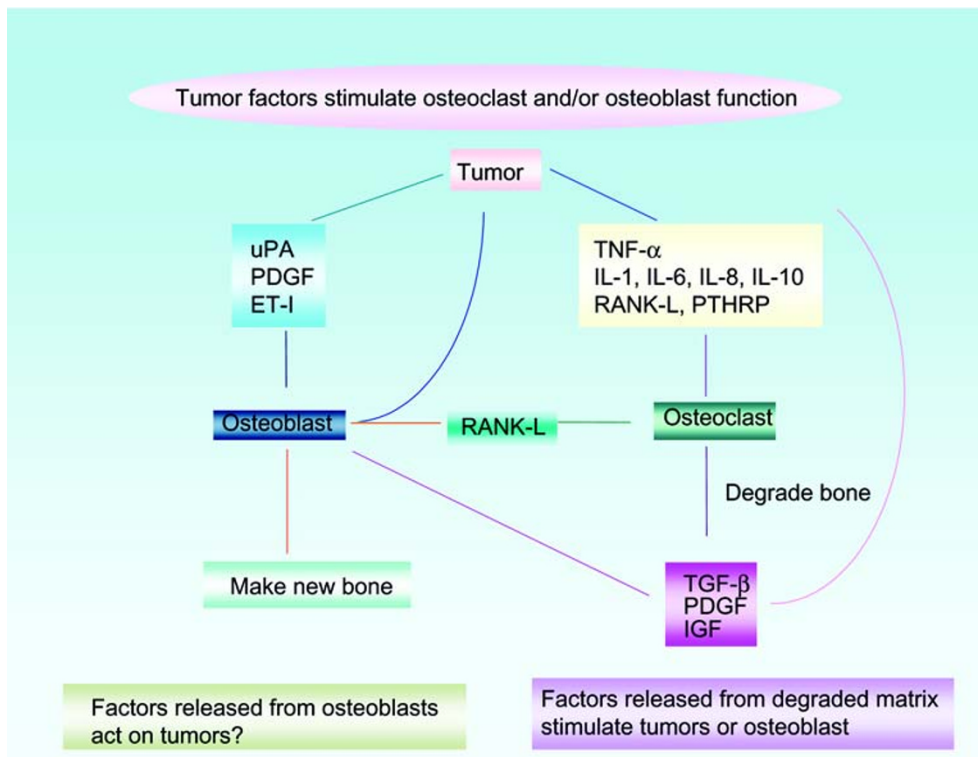 Tumor factors stimulate osteoclast and/or osteoblast function
Tumor
uPA
PDGF
ET-I
TNF-α
IL-1, IL-6, IL-8, IL-10
RANK-L, PTHRP
Osteoblast
RANK-L
Osteoclast
Degrade bone
Make new bone
TGF-β
PDGF
IGF
Factors released from osteoblasts
act on tumors?
Factors released from degraded matrix
stimulate tumors or osteoblast